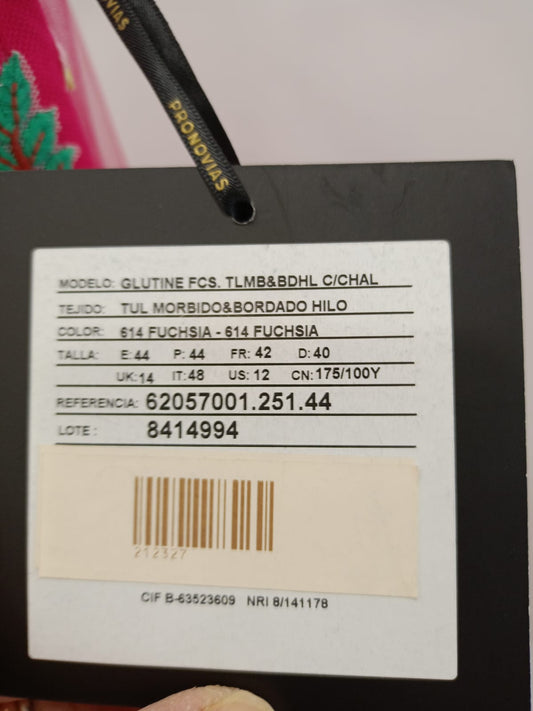 PRONOVIAS
MODELO: GLUTINE FCS. TLMB&BDHL C/CHAL
TEJIDO: TUL MORBIDO&BORDADO HILO
COLOR: 614 FUCHSIA - 614 FUCHSIA
TALLA: E: 44 P: 44 FR: 42 D: 40
UK: 14 IT: 48 US: 12 CN: 175/100Y
REFERENCIA: 62057001.251.44
LOTE : 8414994
212327
CIF B-63523609 NRI 8/141178